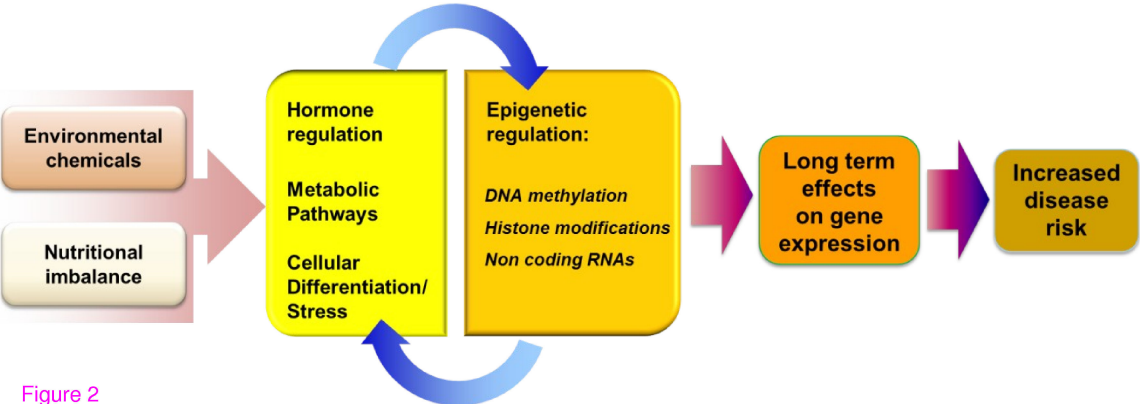 Environmental
chemicals
Nutritional
imbalance
Hormone
regulation
Metabolic
Pathways
Cellular
Differentiation/
Stress
Epigenetic
regulation:
DNA methylation
Histone modifications
Non coding RNAs
Long term
effects
on gene
expression
Increased
disease
risk
Figure 2